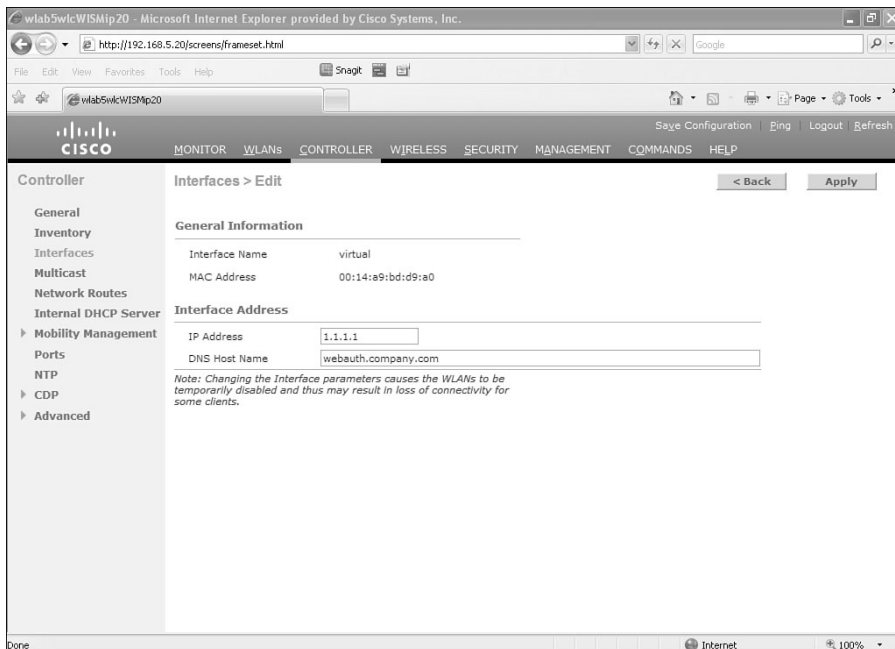 wlab5wlcWISMip20 - Microsoft Internet Explorer provided by Cisco Systems, Inc.
http://192.168.5.20/screens/frameset.html
Google
File Edit View Favorites Tools Help
Snagit
wlab5wlcWISMip20
Page Tools
Save Configuration Ping Logout Refresh
CISCO
MONITOR WLANs CONTROLLER WIRELESS SECURITY MANAGEMENT COMMANDS HELP
Controller
General
Inventory
Interfaces
Multicast
Network Routes
Internal DHCP Server
Mobility Management
Ports
NTP
CDP
Advanced
Interfaces > Edit
< Back Apply
General Information
Interface Name virtual
MAC Address 00:14:a9:bd:d9:a0
Interface Address
IP Address 1.1.1.1
DNS Host Name webauth.company.com
Note: Changing the Interface parameters causes the WLANs to be
temporarily disabled and thus may result in loss of connectivity for
some clients.
Done
Internet 100%